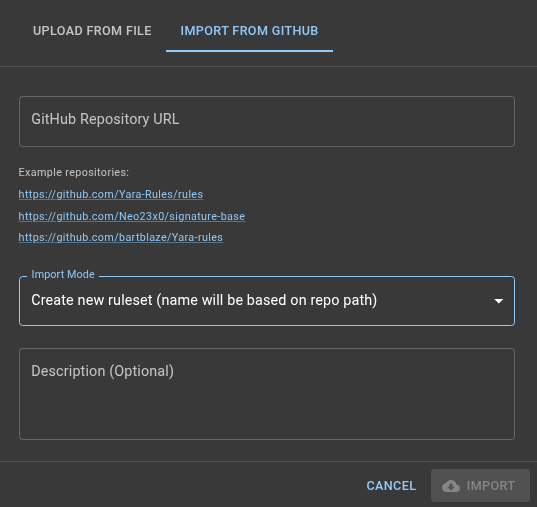 UPLOAD FROM FILE
IMPORT FROM GITHUB
GitHub Repository URL
Example repositories:
https://github.com/Yara-Rules/rules
https://github.com/Neo23x0/signature-base
https://github.com/bartblaze/Yara-rules
Import Mode
Create new ruleset (name will be based on repo path)
Description (Optional)
CANCEL
IMPORT